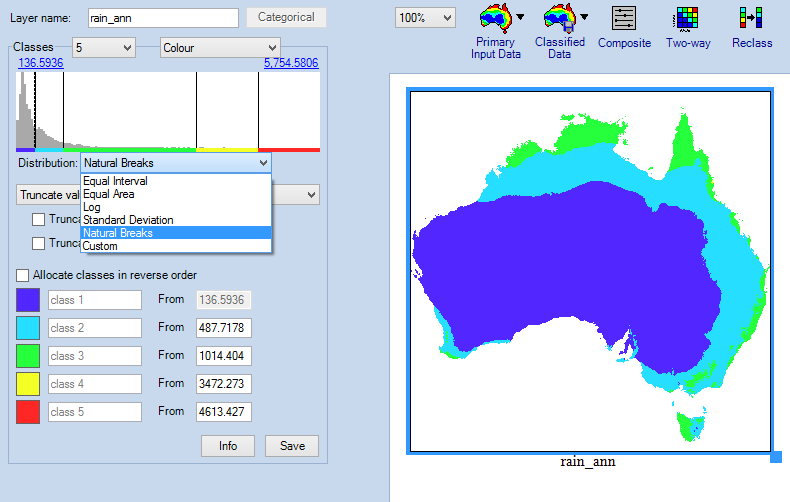 Layer name: rain_ann Categorical
Classes 5 Colour
136.5936 5,754.5806
Distribution: Natural Breaks
Equal Interval
Equal Area
Log
Standard Deviation
Natural Breaks
Custom
Truncate val
Trunca
Trunca
Allocate classes in reverse order
class 1 From 136.5936
class 2 From 487.7178
class 3 From 1014.404
class 4 From 3472.273
class 5 From 4613.427
Info Save
100%
Primary
Input Data
Classified
Data
Composite
Two-way
Reclass
rain_ann